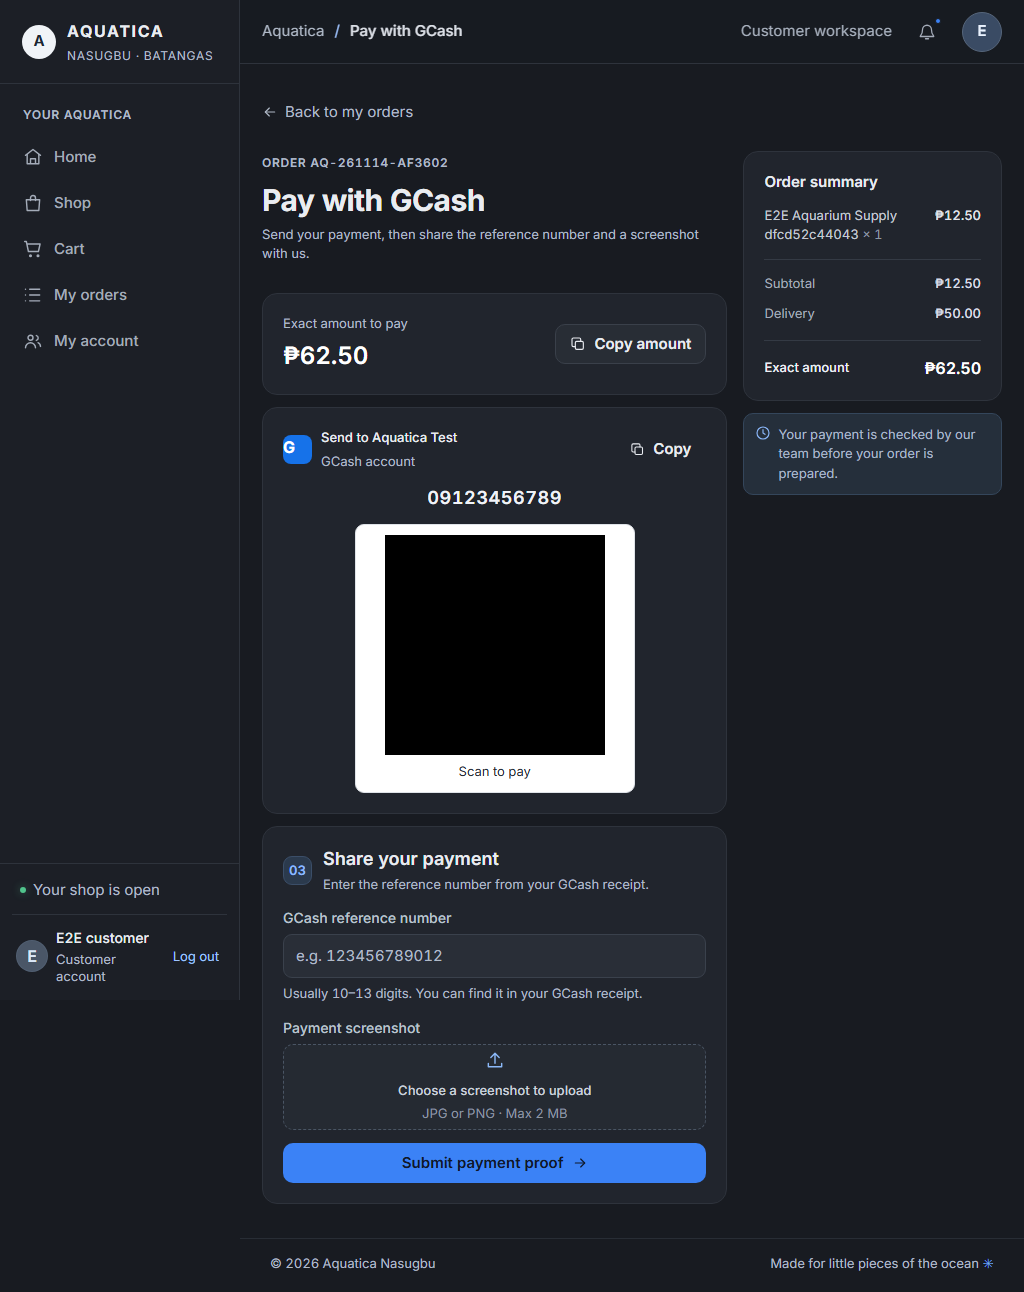 A
AQUATICA
NASUGBU · BATANGAS
YOUR AQUATICA
Home
Shop
Cart
My orders
My account
Your shop is open
E
E2E customer
Customer
account
Log out
Aquatica / Pay with GCash
Customer workspace
E
← Back to my orders
ORDER AQ-261114-AF3602
Pay with GCash
Send your payment, then share the reference number and a screenshot
with us.
Exact amount to pay
₱62.50
Copy amount
G
Send to Aquatica Test
GCash account
Copy
09123456789
Scan to pay
03
Share your payment
Enter the reference number from your GCash receipt.
GCash reference number
e.g. 123456789012
Usually 10–13 digits. You can find it in your GCash receipt.
Payment screenshot
Choose a screenshot to upload
JPG or PNG · Max 2 MB
Submit payment proof →
Order summary
E2E Aquarium Supply ₱12.50
dfcd52c44043 × 1
Subtotal ₱12.50
Delivery ₱50.00
Exact amount ₱62.50
Your payment is checked by our
team before your order is
prepared.
© 2026 Aquatica Nasugbu
Made for little pieces of the ocean ✳